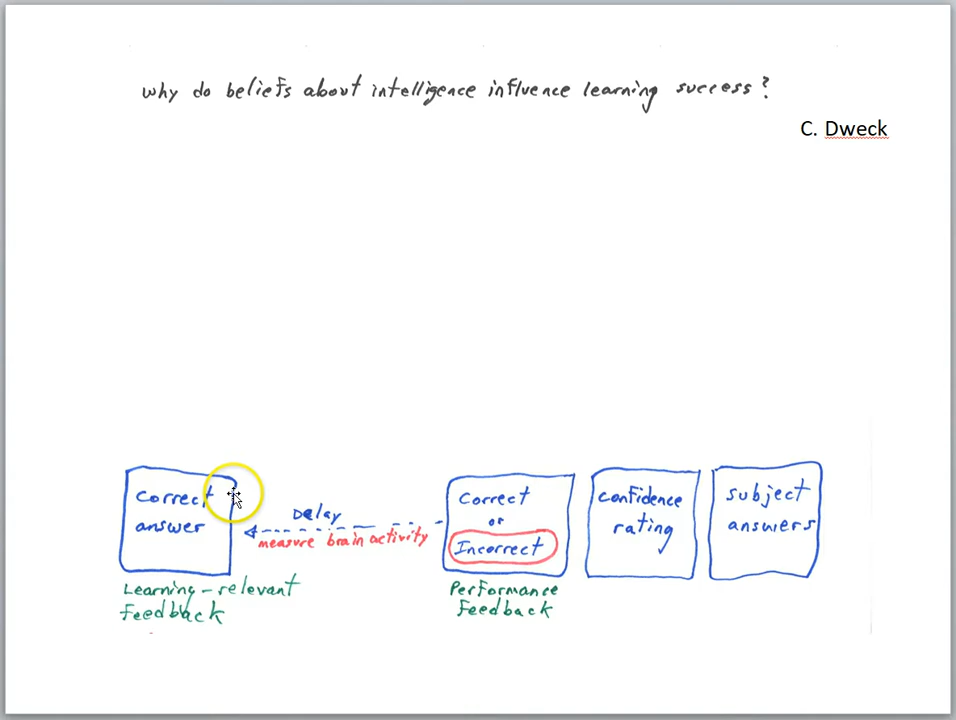 why do beliefs about intelligence influence learning success?
C. Dweck
Correct
answer
Delay
measure brain activity
Correct
or
Incorrect
confidence
rating
subject
answers
Learning-relevant
Feedback
Performance
Feedback